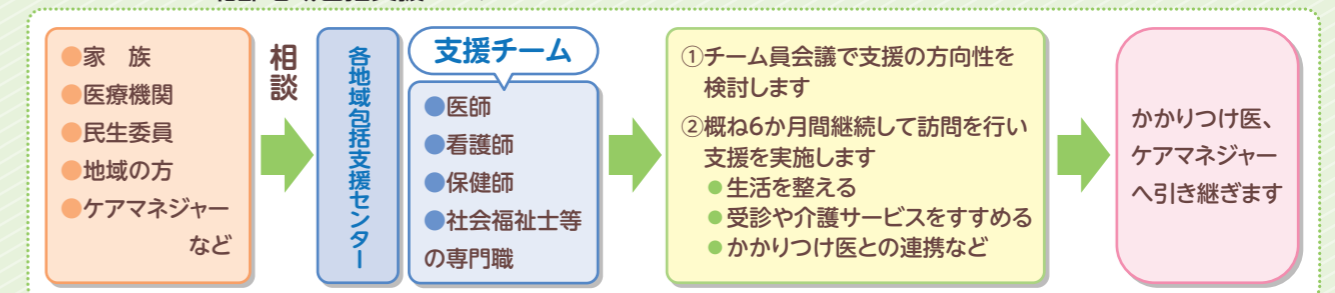 ●家　族
●医療機関
●民生委員
●地域の方
●ケアマネジャー
など
相談
各地域包括支援センター
支援チーム
●医師
●看護師
●保健師
●社会福祉士等
の専門職
①チーム員会議で支援の方向性を
検討します
②概ね6か月間継続して訪問を行い
支援を実施します
●生活を整える
●受診や介護サービスをすすめる
●かかりつけ医との連携など
かかりつけ医、
ケアマネジャー
へ引き継ぎます